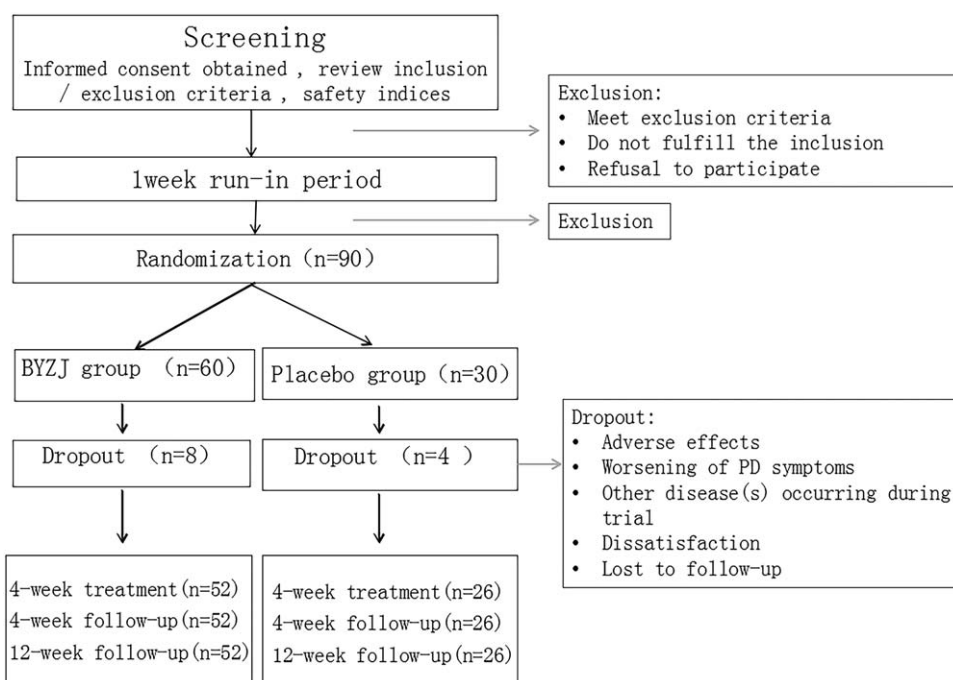 Screening
Informed consent obtained , review inclusion
/ exclusion criteria , safety indices
Exclusion:
• Meet exclusion criteria
• Do not fulfill the inclusion
• Refusal to participate
1week run-in period
Exclusion
Randomization (n=90)
BYZJ group (n=60)
Placebo group (n=30)
Dropout (n=8)
Dropout (n=4 )
Dropout:
• Adverse effects
• Worsening of PD symptoms
• Other disease(s) occurring during
trial
• Dissatisfaction
• Lost to follow-up
4-week treatment(n=52)
4-week follow-up(n=52)
12-week follow-up(n=52)
4-week treatment(n=26)
4-week follow-up(n=26)
12-week follow-up(n=26)